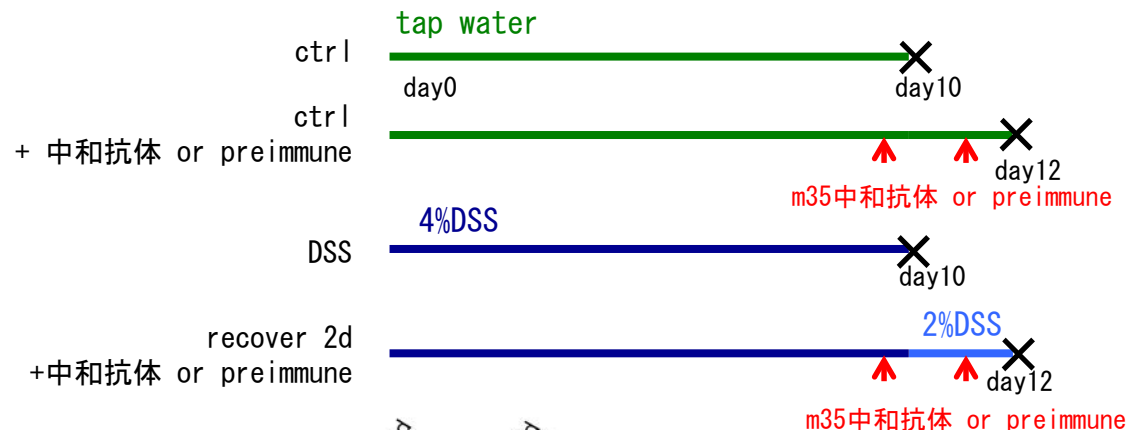 tap water
ctrl
day0
day10
ctrl
+ 中和抗体 or preimmune
day12
m35中和抗体 or preimmune
4%DSS
DSS
day10
2%DSS
recover 2d
+中和抗体 or preimmune
day12
m35中和抗体 or preimmune